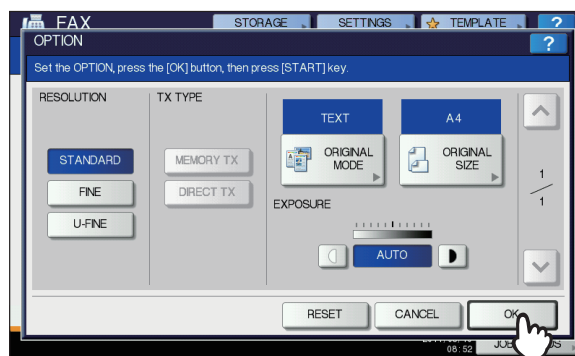 FAX
STORAGE
SETTINGS
TEMPLATE
?
OPTION
?
Set the OPTION, press the [OK] button, then press [START] key.
RESOLUTION
TX TYPE
TEXT
A4
STANDARD
MEMORY TX
ORIGINAL
MODE
ORIGINAL
SIZE
FINE
DIRECT TX
1
1
EXPOSURE
U-FINE
AUTO
RESET
CANCEL
OK
08:52